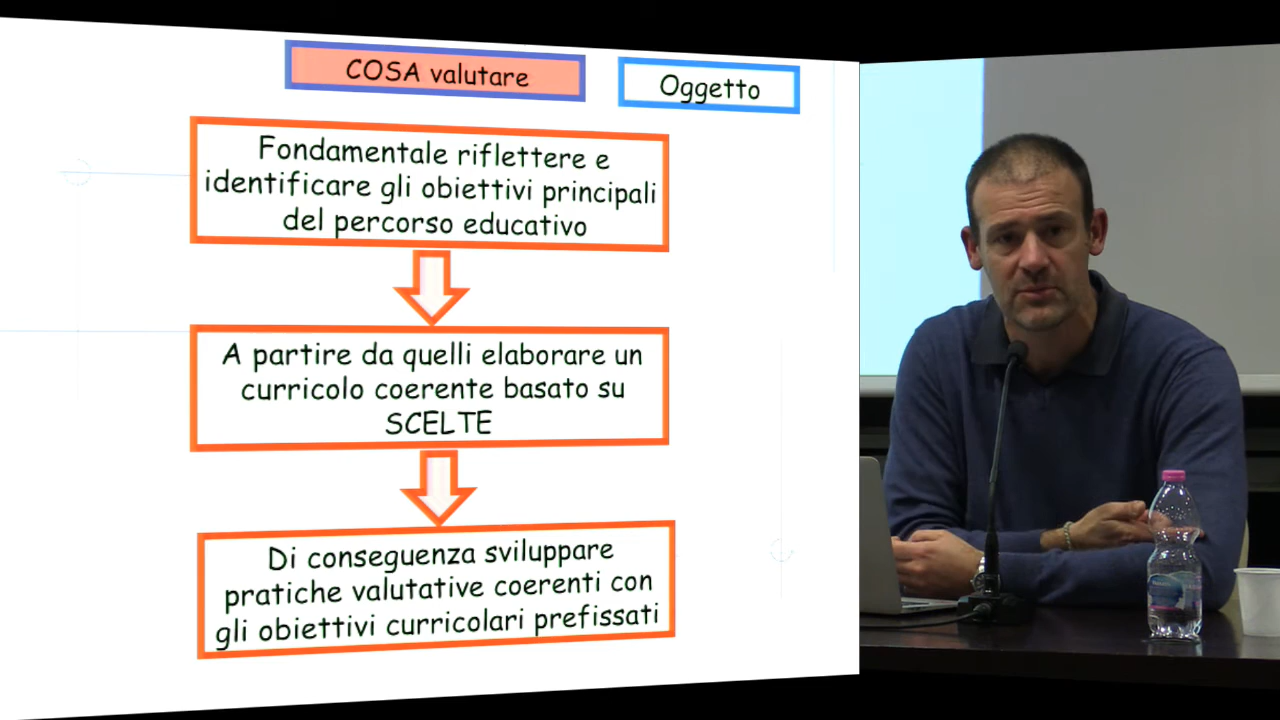 COSA valutare
Oggetto
Fondamentale riflettere e
identificare gli obiettivi principali
del percorso educativo
A partire da quelli elaborare un
curricolo coerente basato su
SCELTE
Di conseguenza sviluppare
pratiche valutative coerenti con
gli obiettivi curricolari prefissati